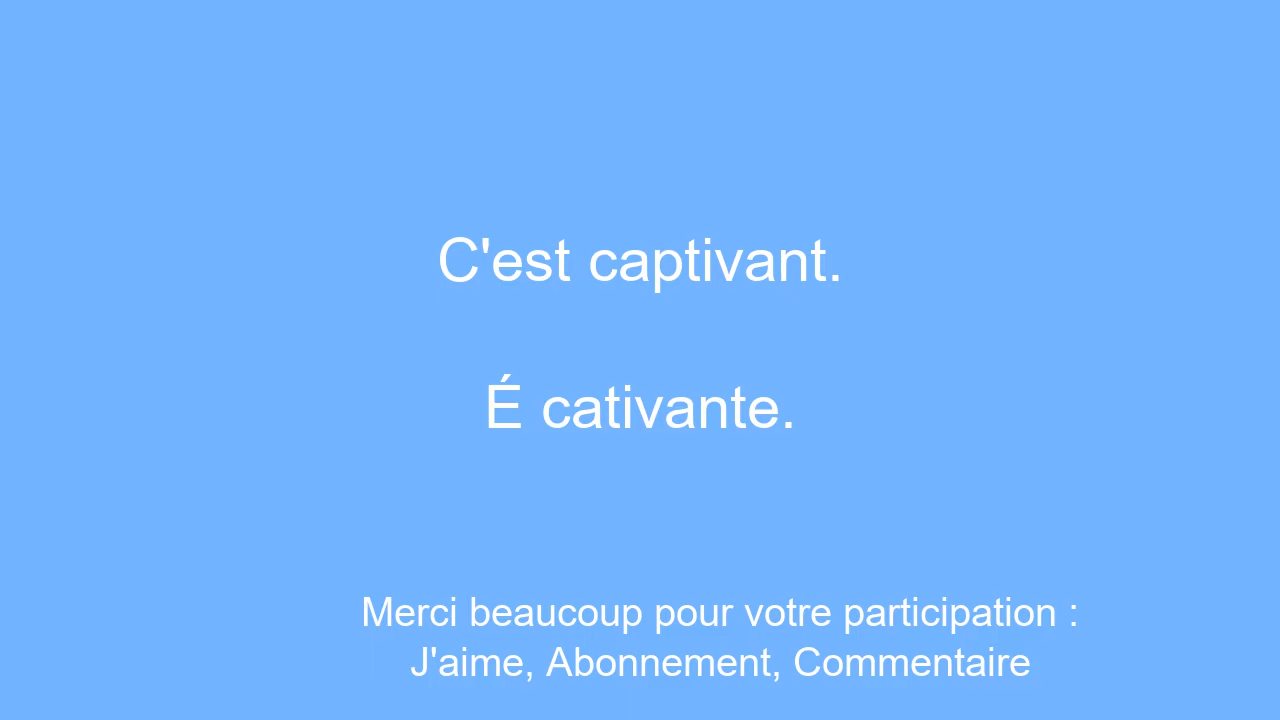 C'est captivant.
É cativante.
Merci beaucoup pour votre participation :
J'aime, Abonnement, Commentaire